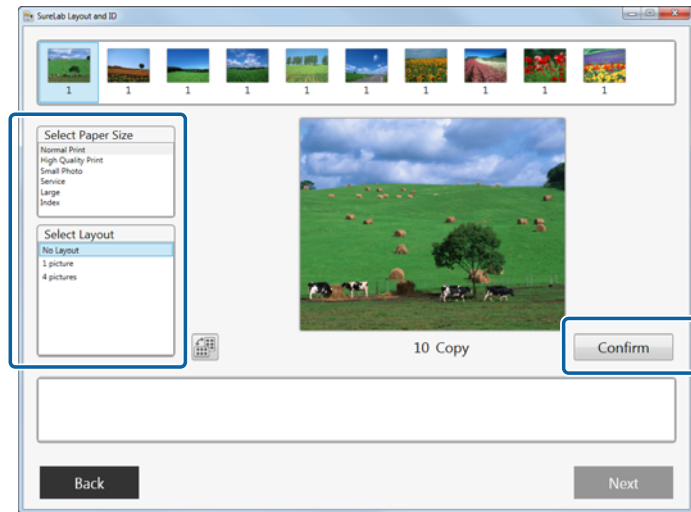 SureLab Layout and ID
1 1 1 1 1 1 1 1 1 1
Select Paper Size
Normal Print
High Quality Print
Small Photo
Service
Large
Index
Select Layout
No Layout
1 picture
4 pictures
10 Copy
Confirm
Back
Next